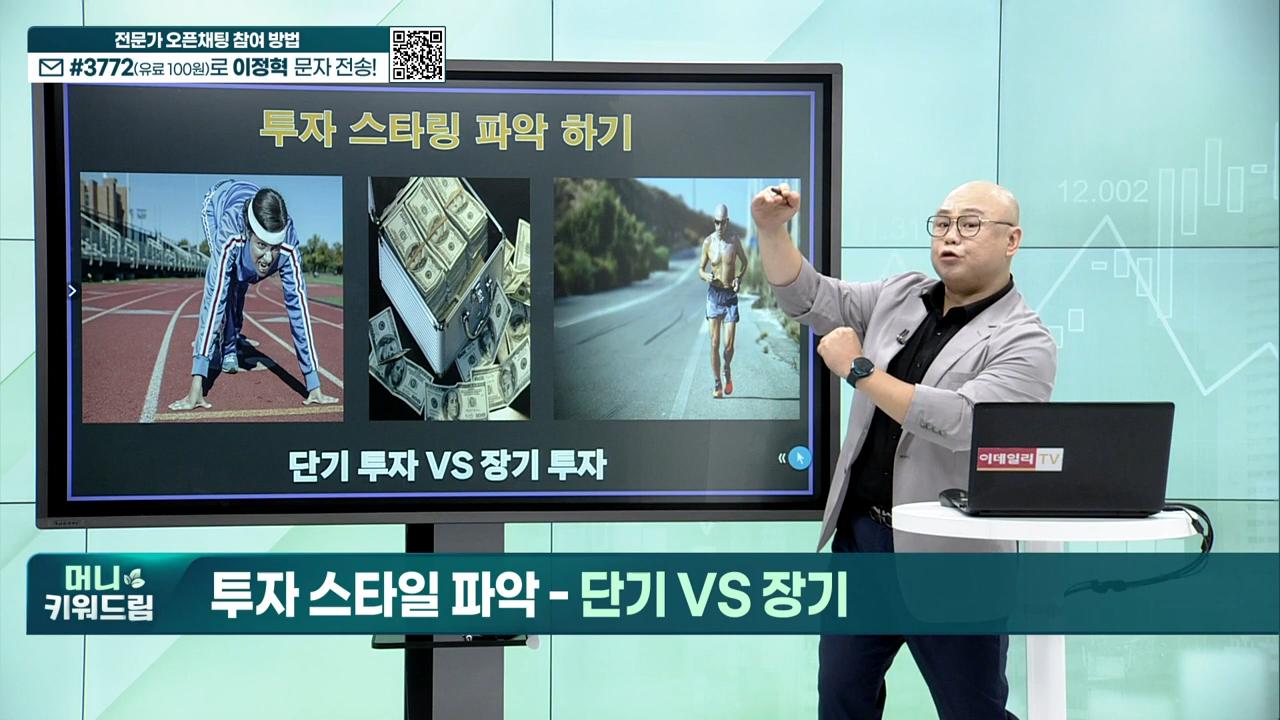 전문가 오픈채팅 참여 방법
#3772(유료 100원)로 이정혁 문자 전송!
투자 스타링 파악 하기
12.002
단기 투자 VS 장기 투자
이데일리TV
머니
키워드림
투자 스타일 파악 - 단기 VS 장기